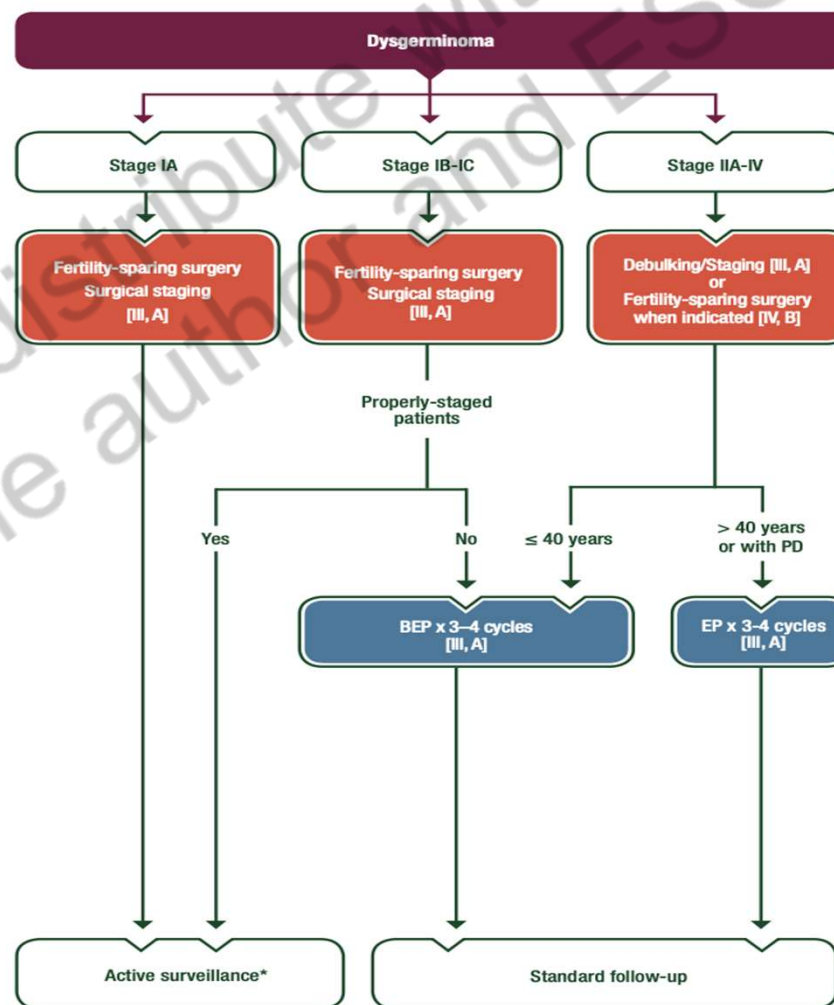 Dysgerminoma
Stage IA
Stage IB-IC
Stage IIA-IV
Fertility-sparing surgery
Surgical staging
[III, A]
Fertility-sparing surgery
Surgical staging
[III, A]
Debulking/Staging [III, A]
or
Fertility-sparing surgery
when indicated [IV, B]
Properly-staged
patients
Yes
No
≤ 40 years
> 40 years
or with PD
BEP x 3–4 cycles
[III, A]
EP x 3-4 cycles
[III, A]
Active surveillance*
Standard follow-up
distribute
author and